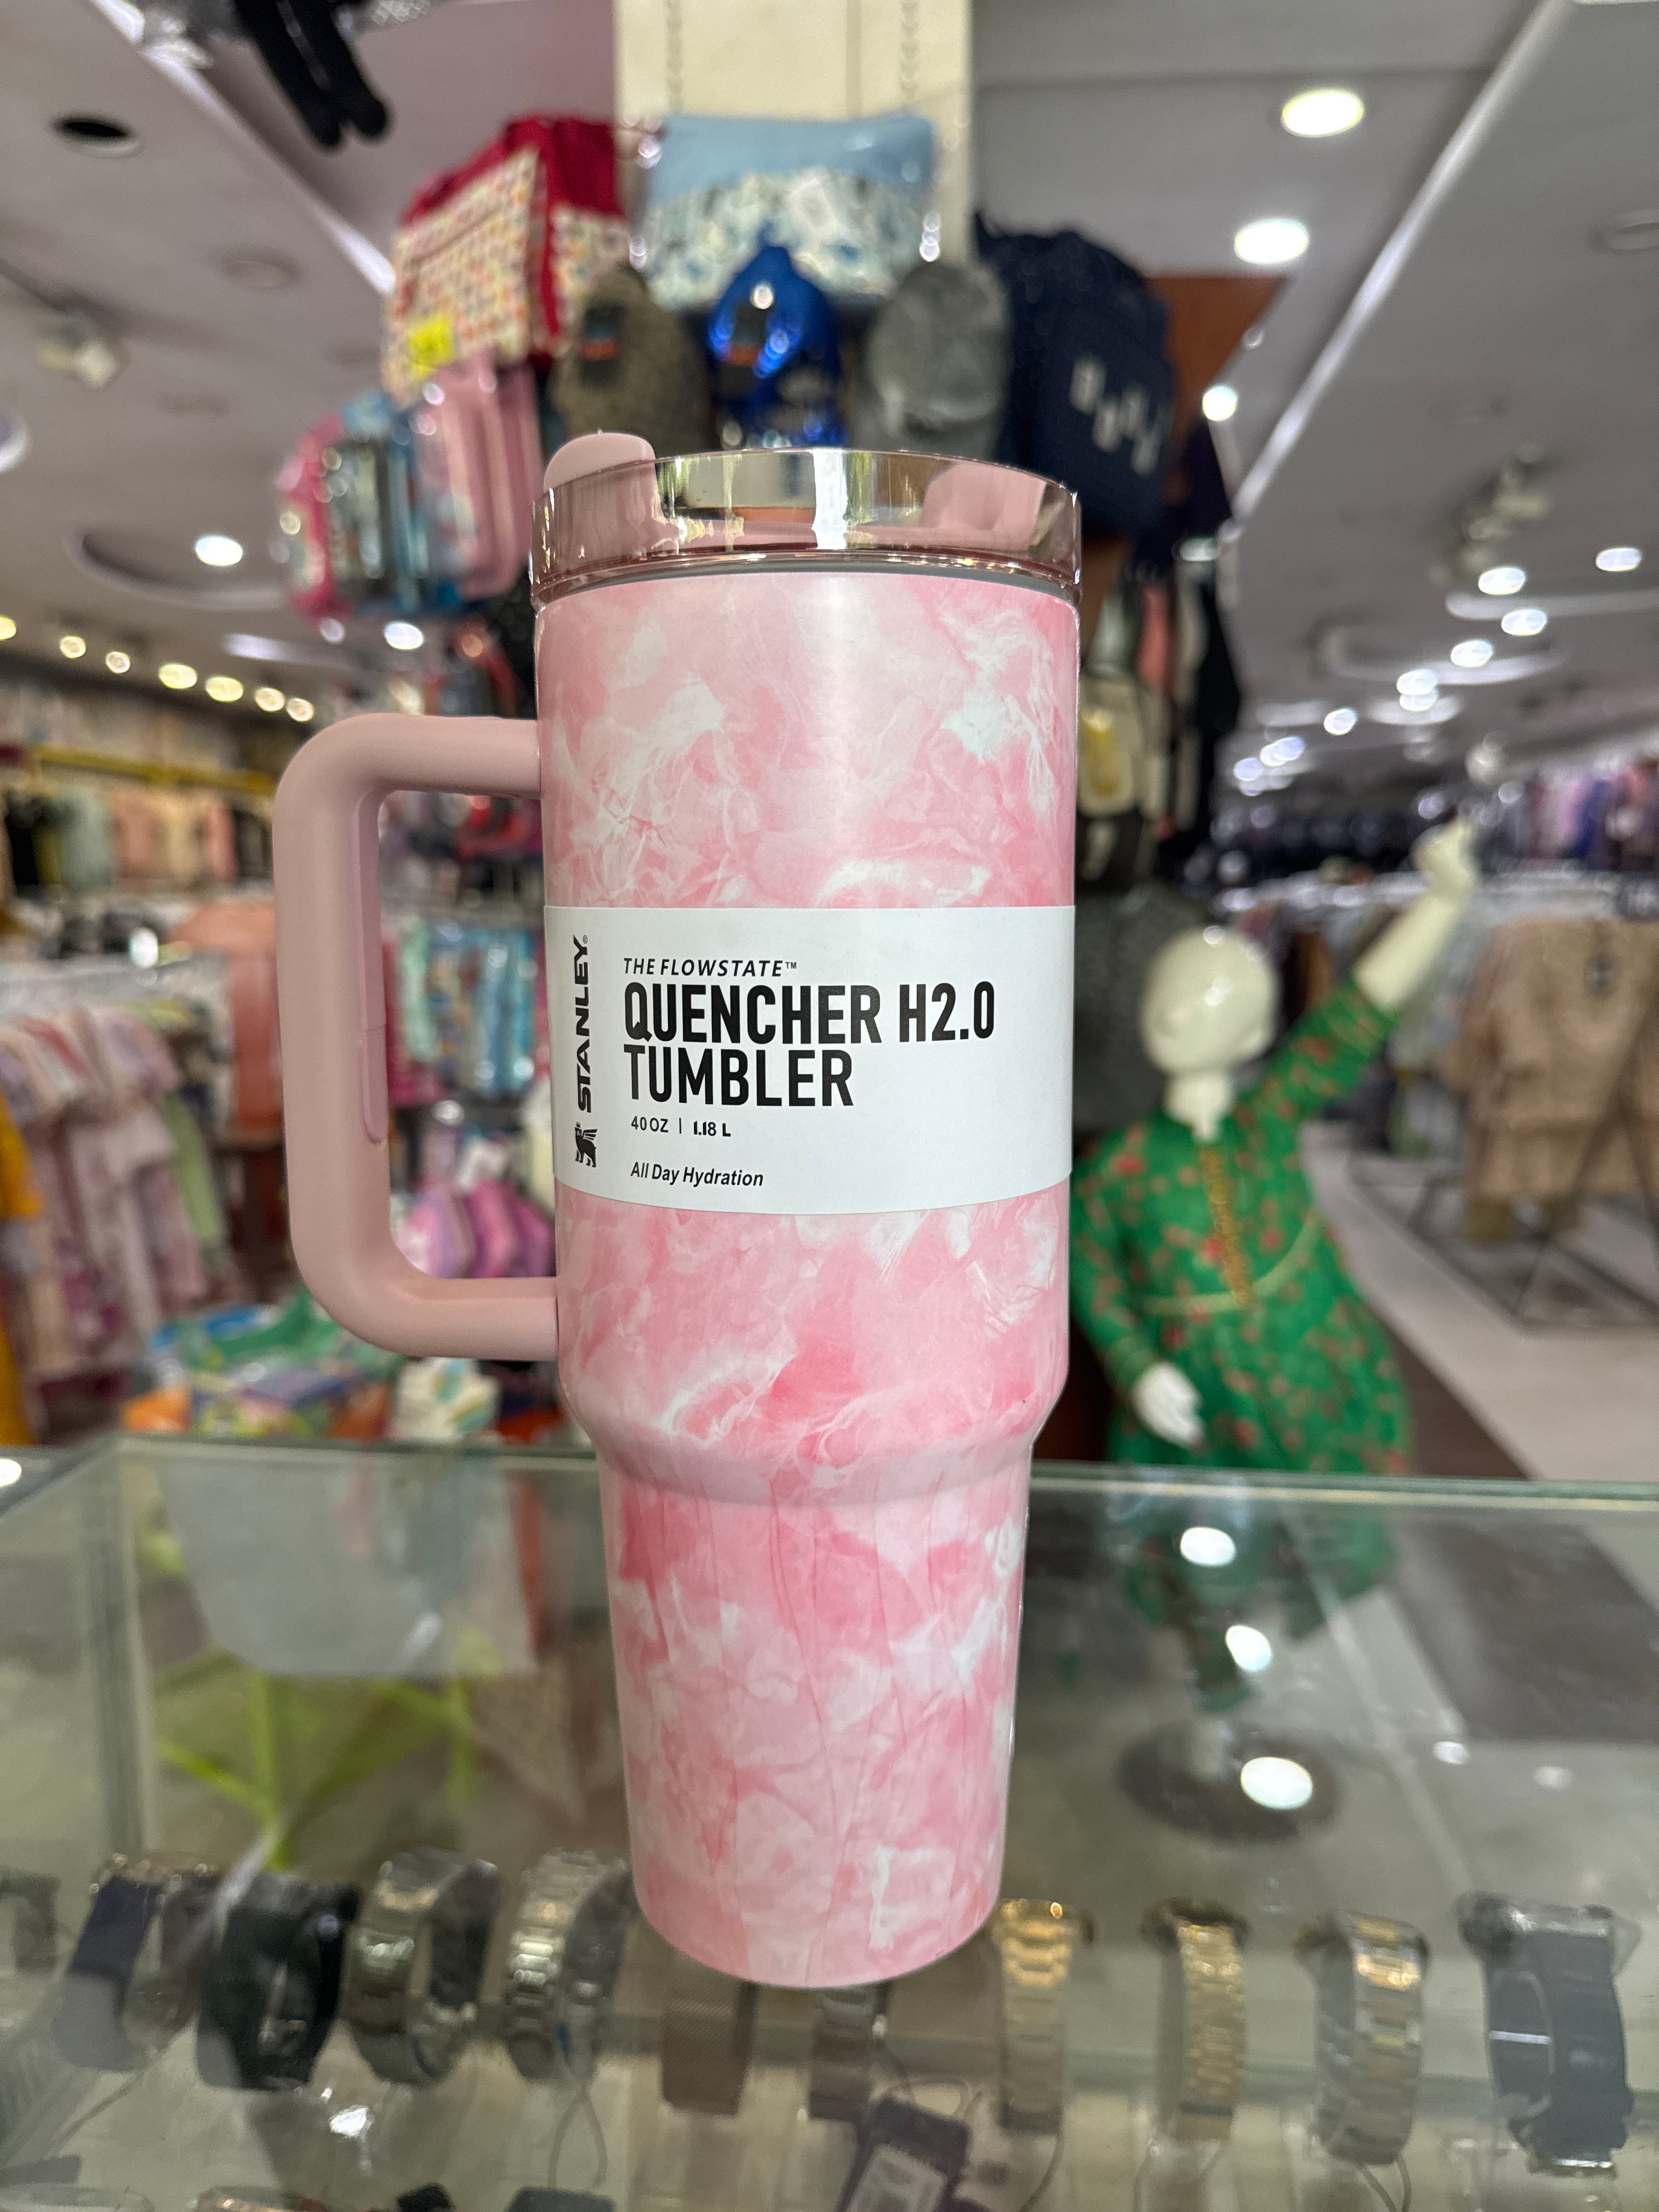 STANLEY®
THE FLOWSTATE™
QUENCHER H2.0
TUMBLER
40 OZ | 1.18 L
All Day Hydration